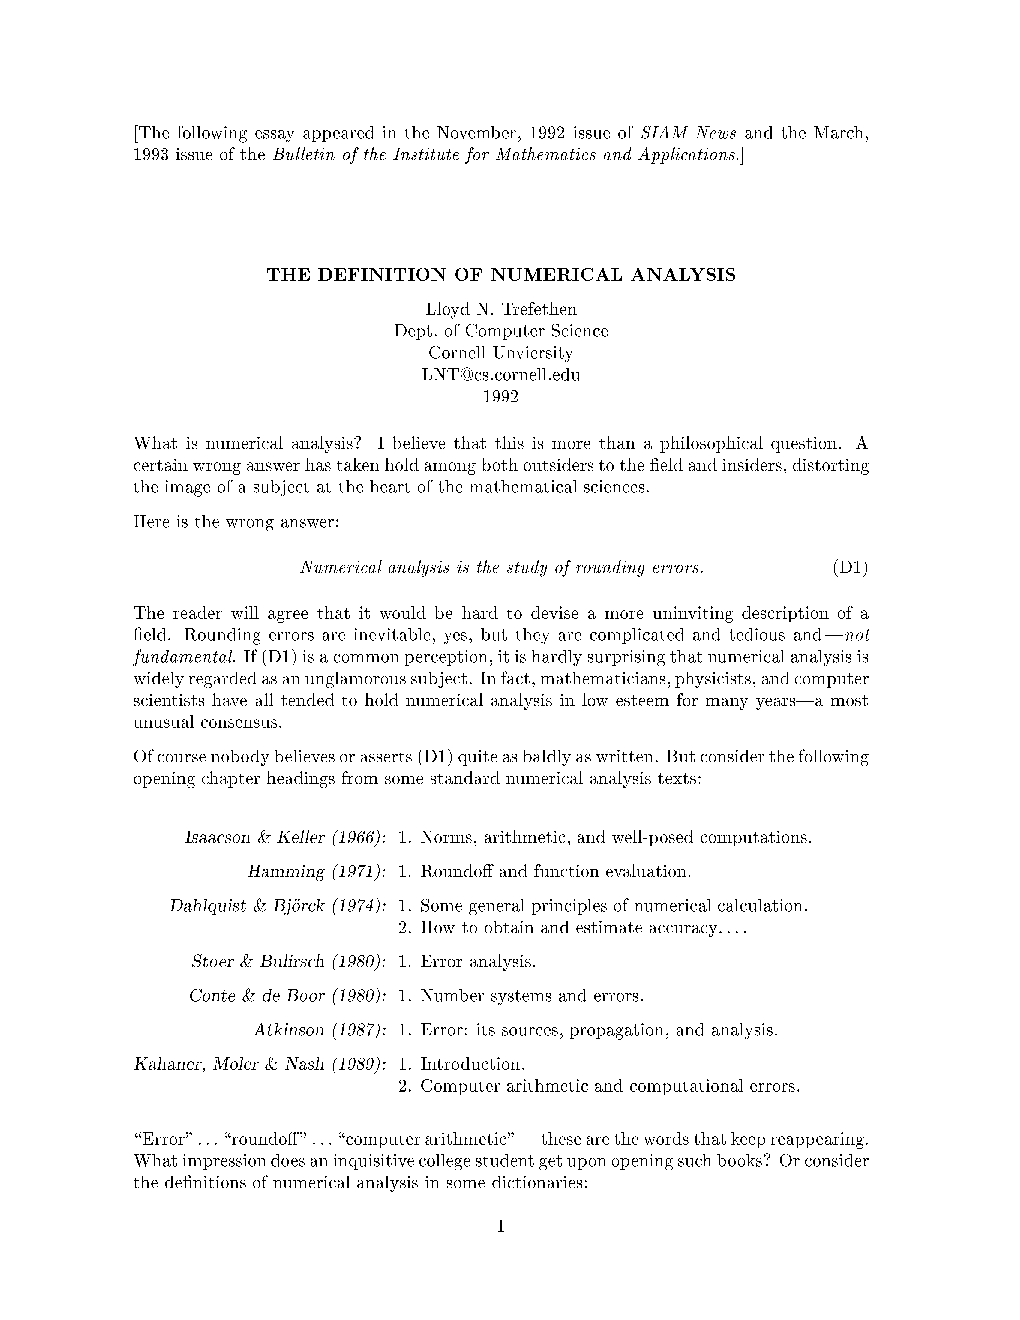 [The following essay appeared in the November, 1992 issue of SIAM News and the March,
1993 issue of the Bulletin of the Institute for Mathematics and Applications.]
THE DEFINITION OF NUMERICAL ANALYSIS
Lloyd N. Trefethen
Dept. of Computer Science
Cornell Unviersity
LNT@cs.cornell.edu
1992
What is numerical analysis? I believe that this is more than a philosophical question. A
certain wrong answer has taken hold among both outsiders to the field and insiders, distorting
the image of a subject at the heart of the mathematical sciences.
Here is the wrong answer:
Numerical analysis is the study of rounding errors. (D1)
The reader will agree that it would be hard to devise a more uninviting description of a
field. Rounding errors are inevitable, yes, but they are complicated and tedious and—not
fundamental. If (D1) is a common perception, it is hardly surprising that numerical analysis is
widely regarded as an unglamorous subject. In fact, mathematicians, physicists, and computer
scientists have all tended to hold numerical analysis in low esteem for many years—a most
unusual consensus.
Of course nobody believes or asserts (D1) quite as baldly as written. But consider the following
opening chapter headings from some standard numerical analysis texts:
Isaacson & Keller (1966): 1. Norms, arithmetic, and well-posed computations.
Hamming (1971): 1. Roundoff and function evaluation.
Dahlquist & Björck (1974): 1. Some general principles of numerical calculation.
2. How to obtain and estimate accuracy....
Stoer & Bulirsch (1980): 1. Error analysis.
Conte & de Boor (1980): 1. Number systems and errors.
Atkinson (1987): 1. Error: its sources, propagation, and analysis.
Kahaner, Moler & Nash (1989): 1. Introduction.
2. Computer arithmetic and computational errors.
“Error” ... “roundoff” ... “computer arithmetic” — these are the words that keep reappearing.
What impression does an inquisitive college student get upon opening such books? Or consider
the definitions of numerical analysis in some dictionaries:
1